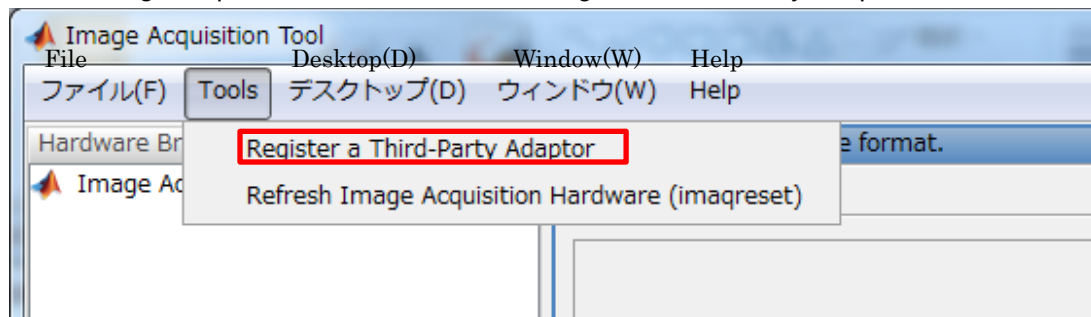 Image Acquisition Tool
File Desktop(D) Window(W) Help
ファイル(F) Tools デスクトップ(D) ウィンドウ(W) Help
Hardware Br
e format.
Register a Third-Party Adaptor
Image Ac
Refresh Image Acquisition Hardware (imaqreset)